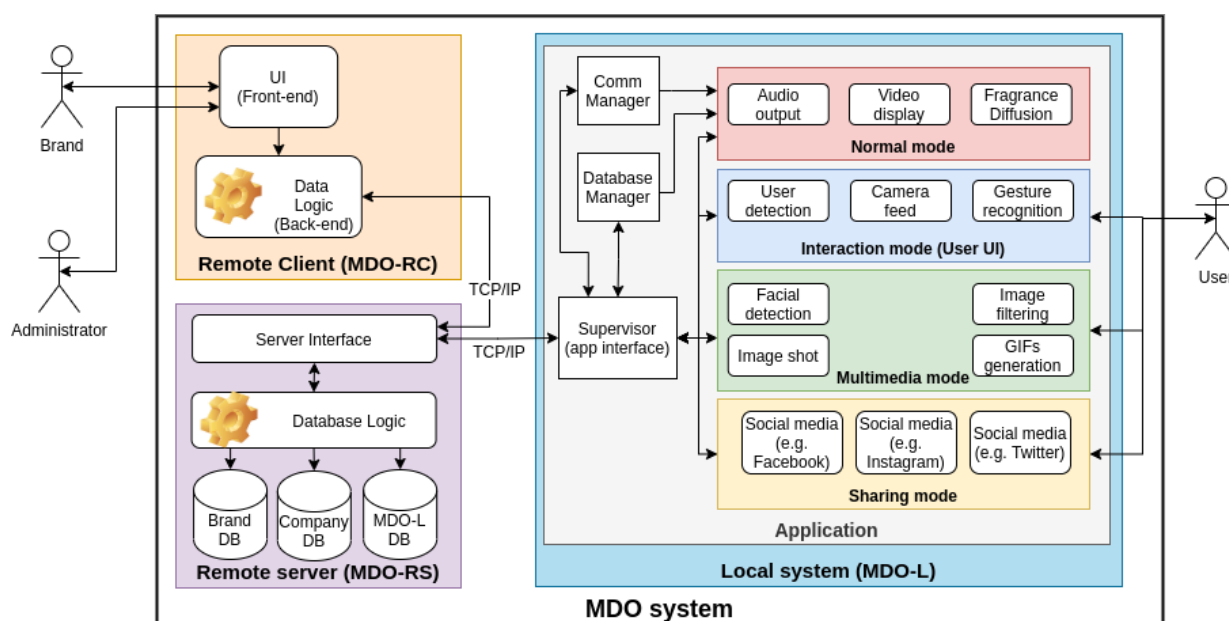 Brand
Administrator
UI
(Front-end)
Data
Logic
(Back-end)
Remote Client (MDO-RC)
TCP/IP
TCP/IP
Server Interface
Database Logic
Brand
DB
Company
DB
MDO-L
DB
Remote server (MDO-RS)
Comm
Manager
Database
Manager
Supervisor
(app interface)
Audio
output
Video
display
Fragrance
Diffusion
Normal mode
User
detection
Camera
feed
Gesture
recognition
Interaction mode (User UI)
Facial
detection
Image
filtering
Image shot
GIFs
generation
Multimedia mode
Social media
(e.g.
Facebook)
Social media
(e.g.
Instagram)
Social media
(e.g. Twitter)
Sharing mode
Application
Local system (MDO-L)
User
MDO system